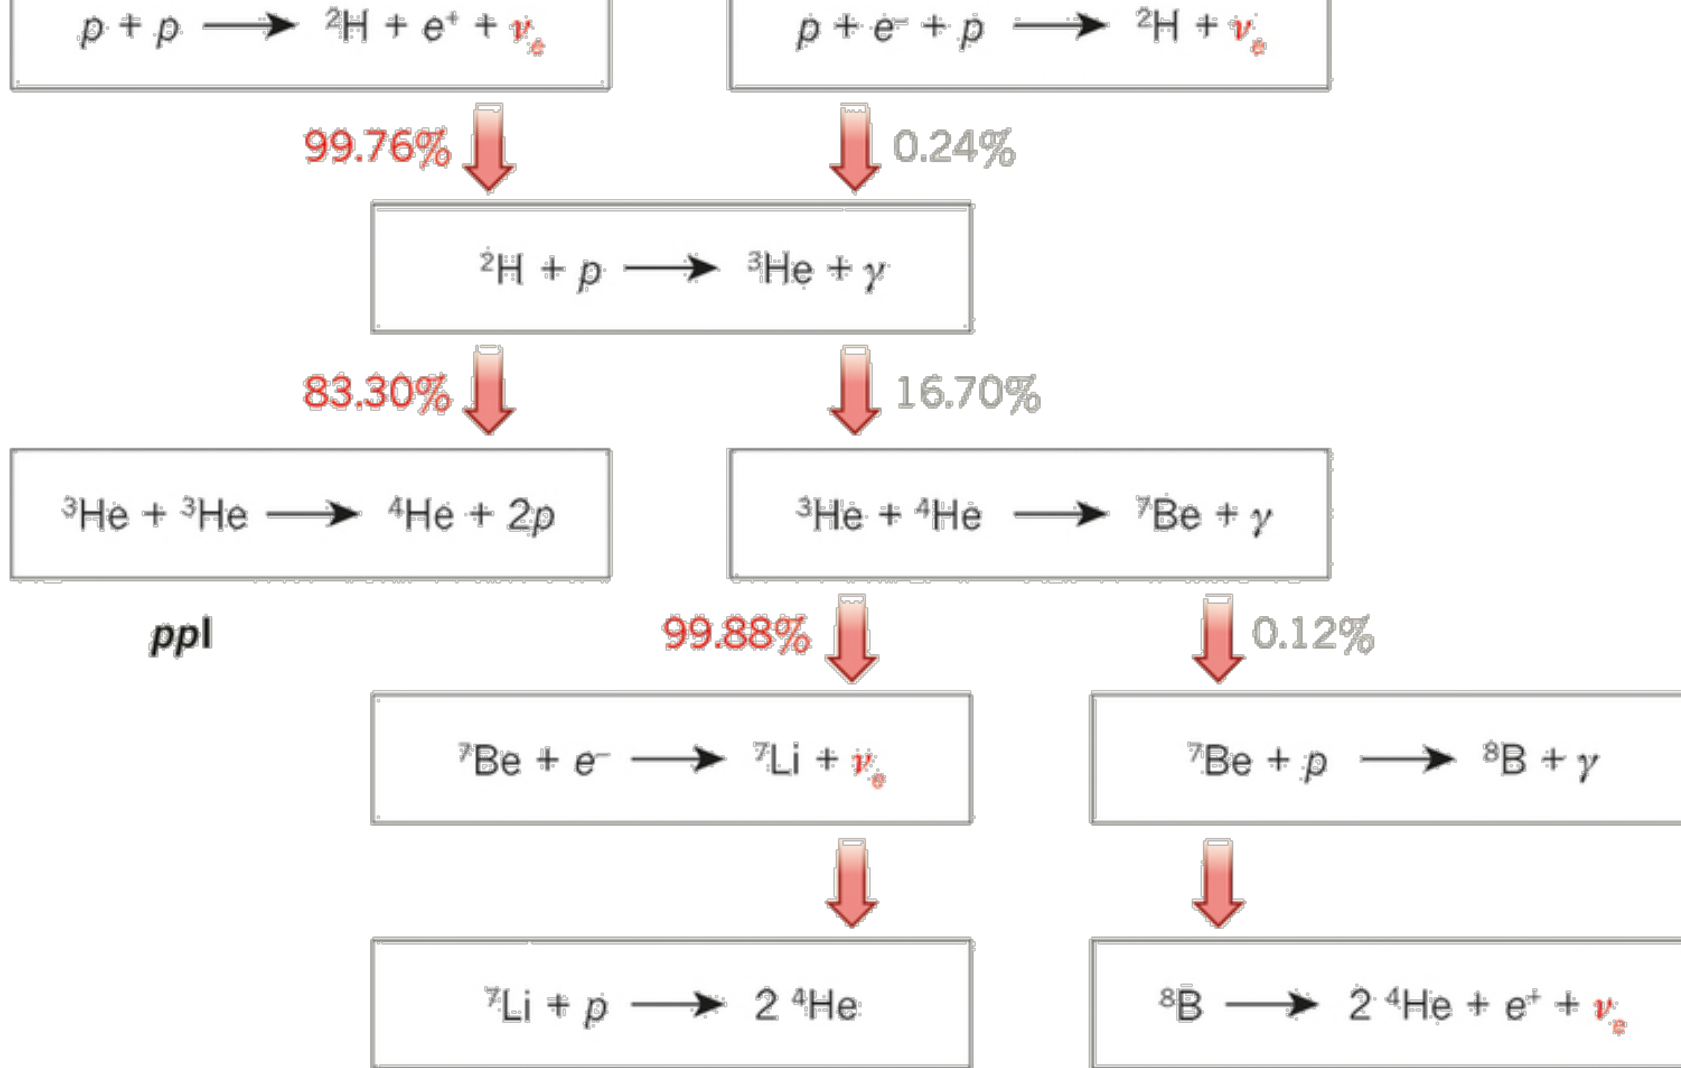 p + p ⟶ ²H + e⁺ + νₑ
p + e⁻ + p ⟶ ²H + νₑ
99.76%
0.24%
²H + p ⟶ ³He + γ
83.30%
16.70%
³He + ³He ⟶ ⁴He + 2p
³He + ⁴He ⟶ ⁷Be + γ
ppI
99.88%
0.12%
⁷Be + e⁻ ⟶ ⁷Li + νₑ
⁷Be + p ⟶ ⁸B + γ
⁷Li + p ⟶ 2 ⁴He
⁸B ⟶ 2 ⁴He + e⁺ + νₑ